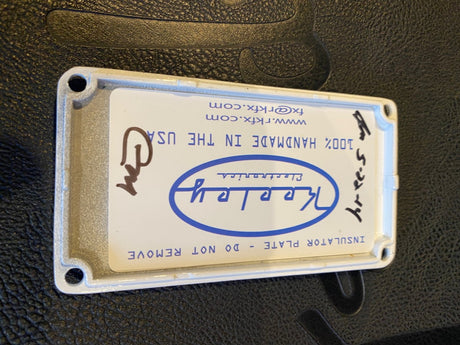 INSULATOR PLATE - DO NOT REMOVE
Keeley
Electronics
100% HANDMADE IN THE USA
www.rkfx.com
fx@rkfx.com